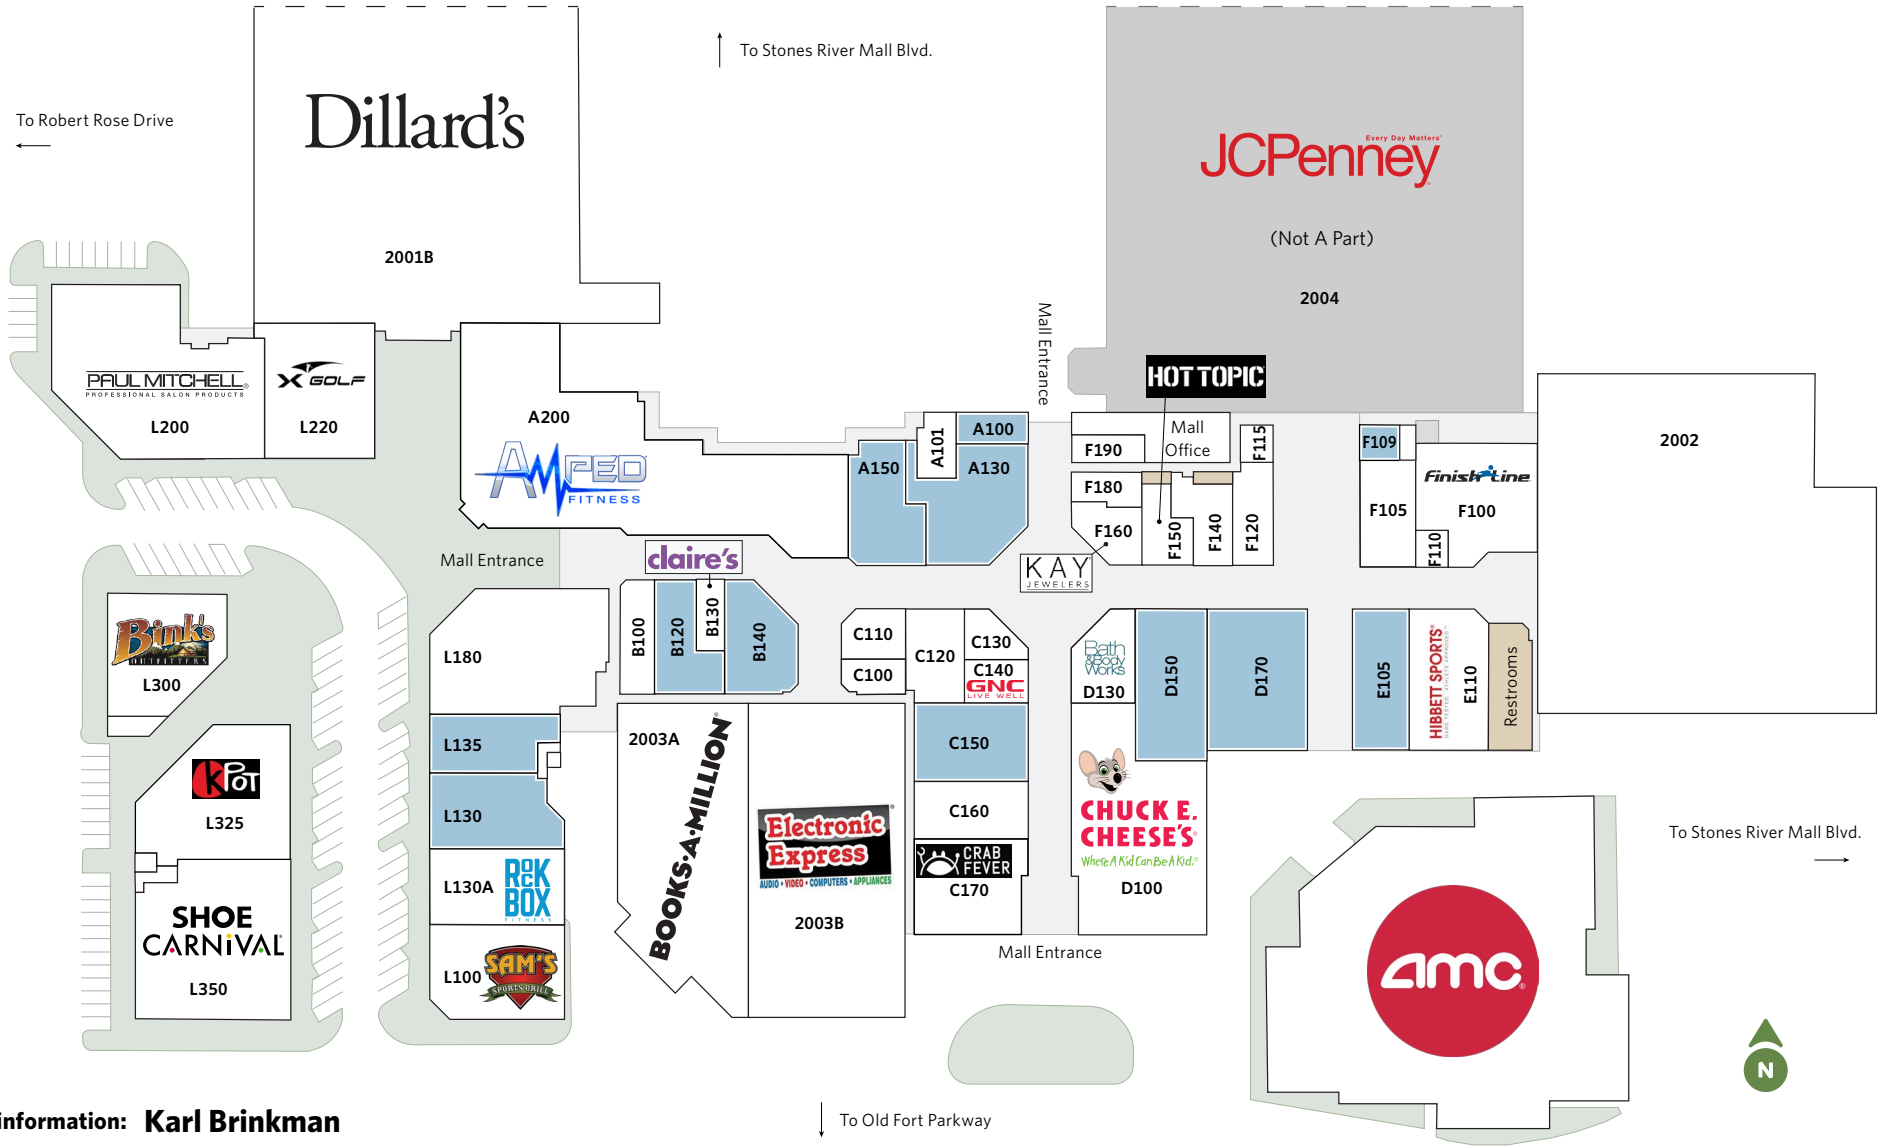 To Stones River Mall Blvd.
To Robert Rose Drive
Dillard's
2001B
Every Day Matters®
JCPenney
(Not A Part)
2004
Mall Entrance
HOT TOPIC
PAUL MITCHELL®
PROFESSIONAL SALON PRODUCTS
L200
X GOLF
L220
A200
AMPED
FITNESS
A150
A101
A100
A130
F190
Mall
Office
F115
F180
F160
F150
F140
F120
F109
F105
Finish Line
F100
F110
2002
Mall Entrance
claire's
KAY
JEWELERS
Bink's
OUTFITTERS
L300
L180
B100
B120
B130
B140
C110
C100
C120
C130
C140
GNC
LIVE WELL
Bath
&Body
Works
D130
D150
D170
E105
HIBBETT SPORTS®
E110
Restrooms
L135
L130
L130A
ROCK
BOX
FITNESS
L100
SAM'S
SPORTS GRILL
KPOT
L325
SHOE
CARNIVAL®
L350
2003A
BOOKS·A·MILLION®
Electronic
Express
AUDIO • VIDEO • COMPUTERS • APPLIANCES
2003B
C150
C160
CRAB
FEVER
C170
CHUCK E.
CHEESE'S®
Where A Kid Can Be A Kid.®
D100
Mall Entrance
To Stones River Mall Blvd.
amc®
N
To Old Fort Parkway
information: Karl Brinkman